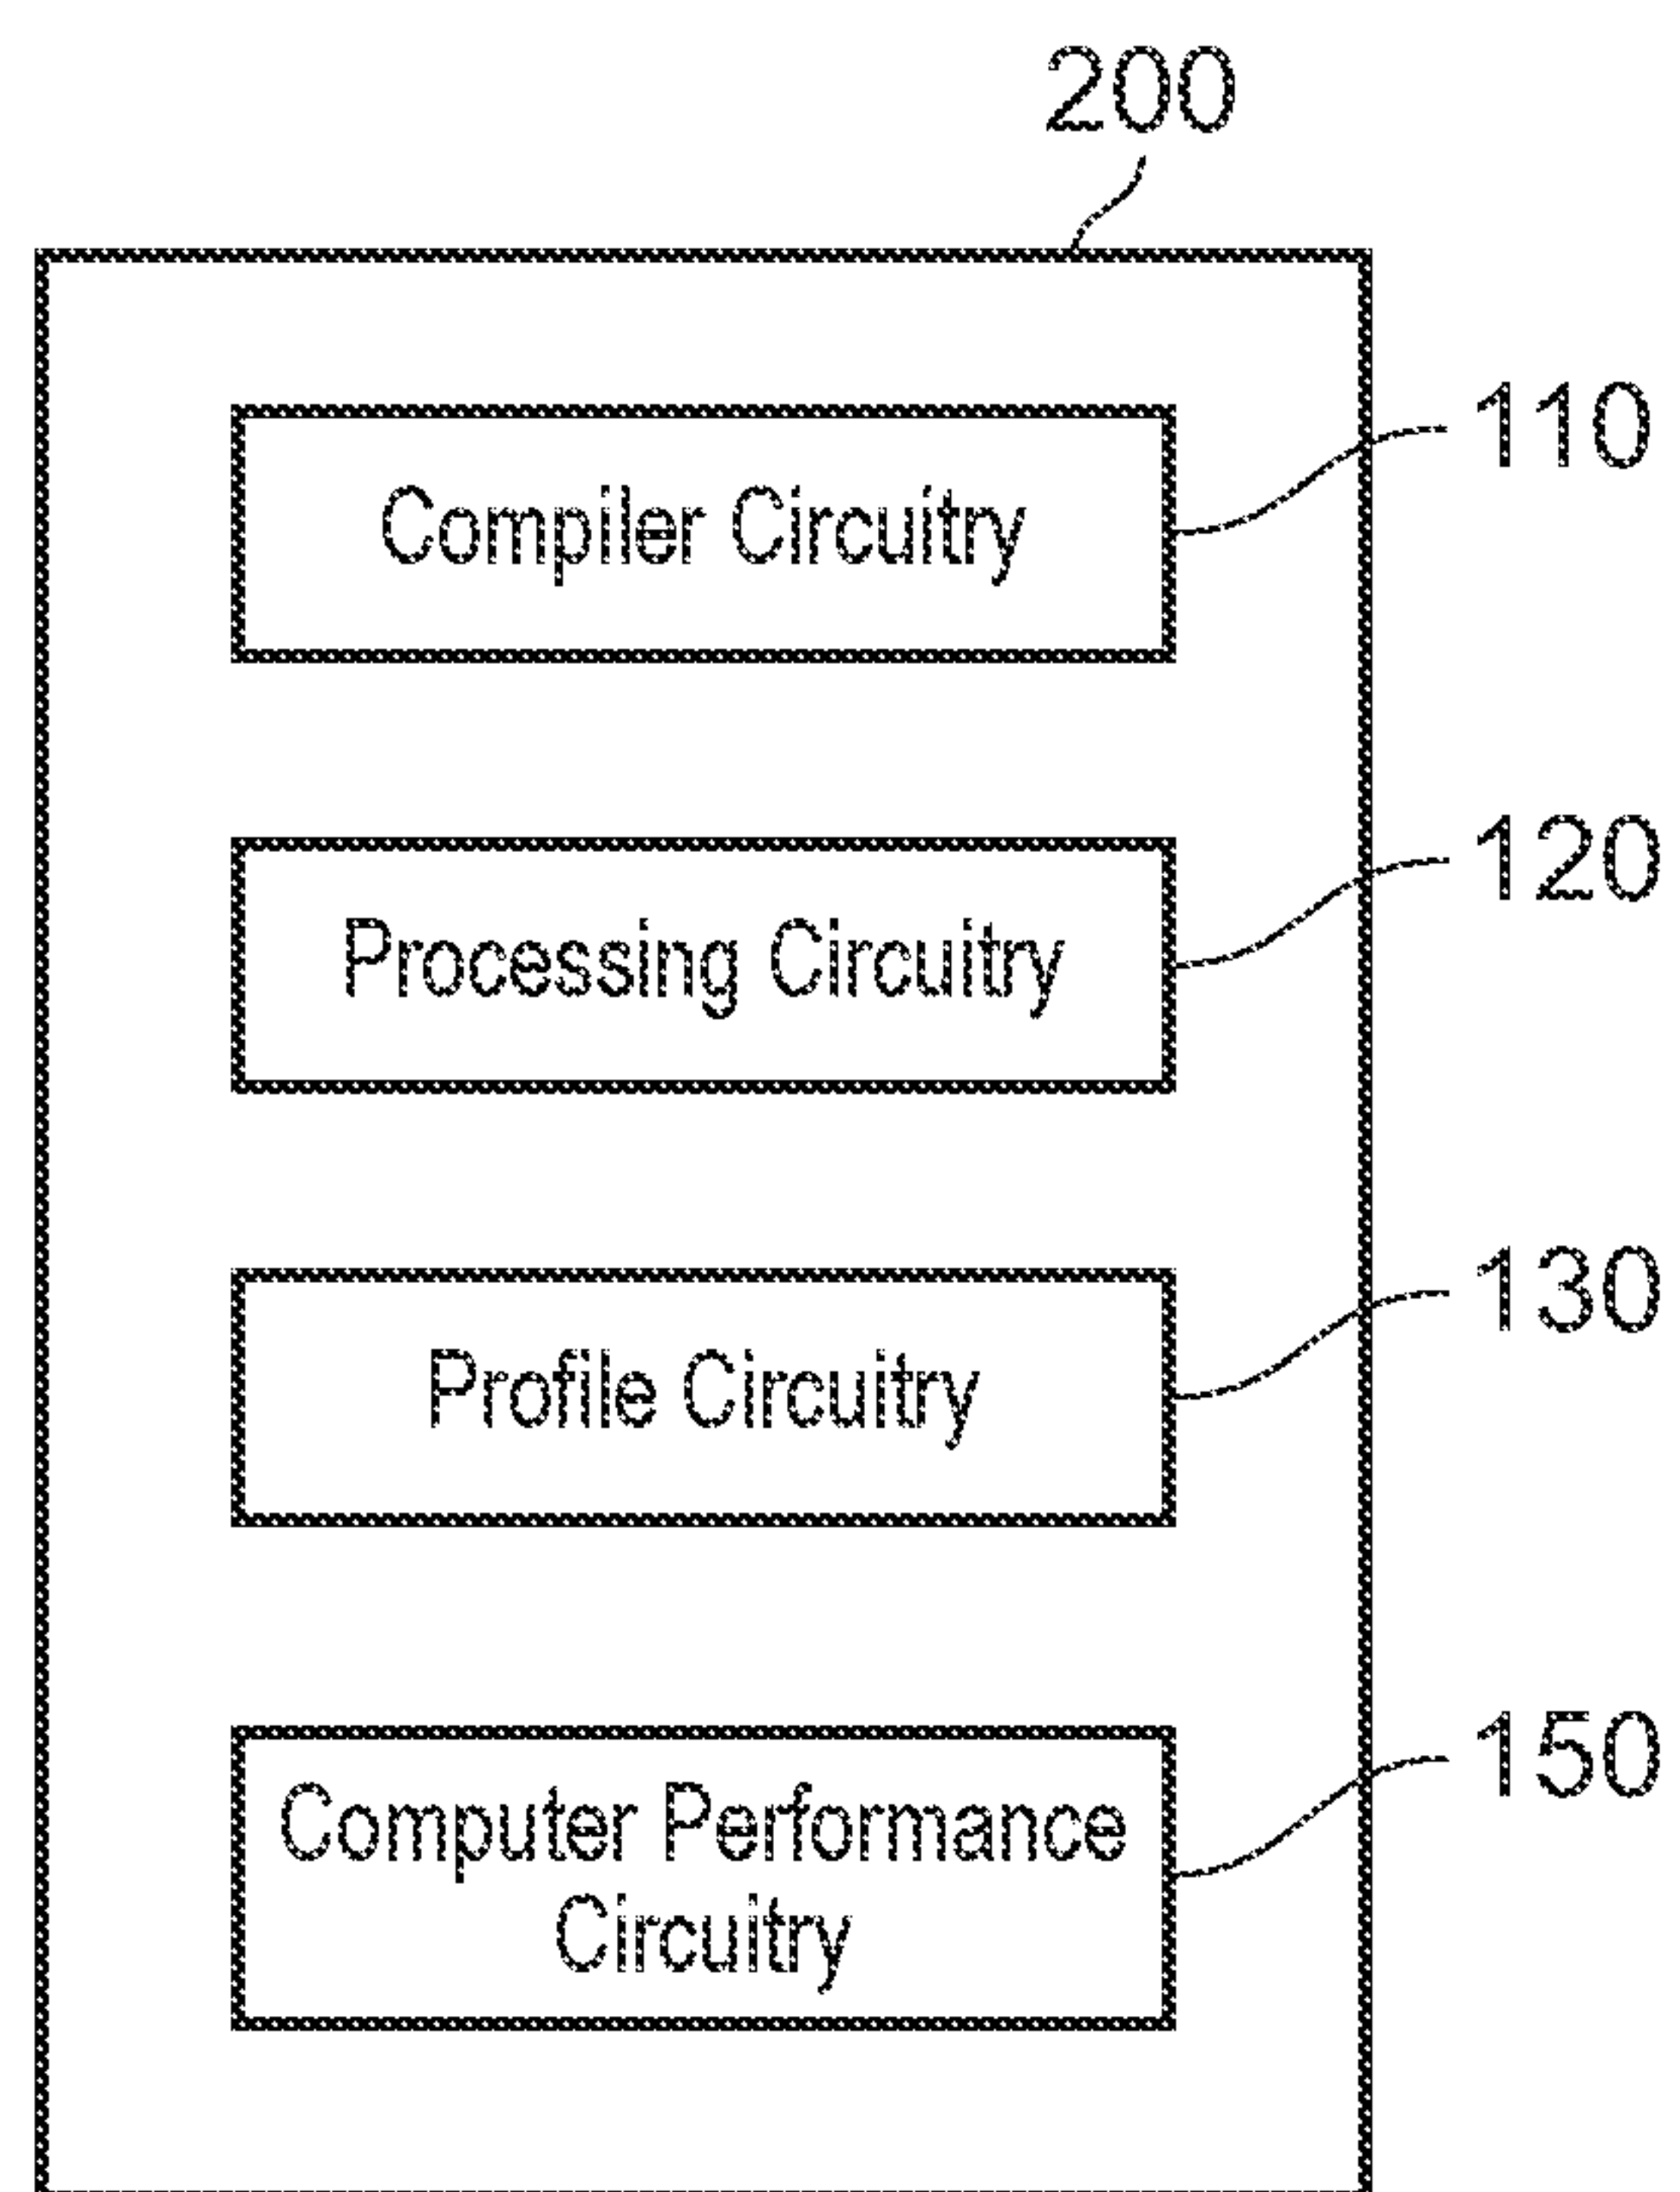 200
Compiler Circuitry
110
Processing Circuitry
120
Profile Circuitry
130
Computer Performance
Circuitry
150